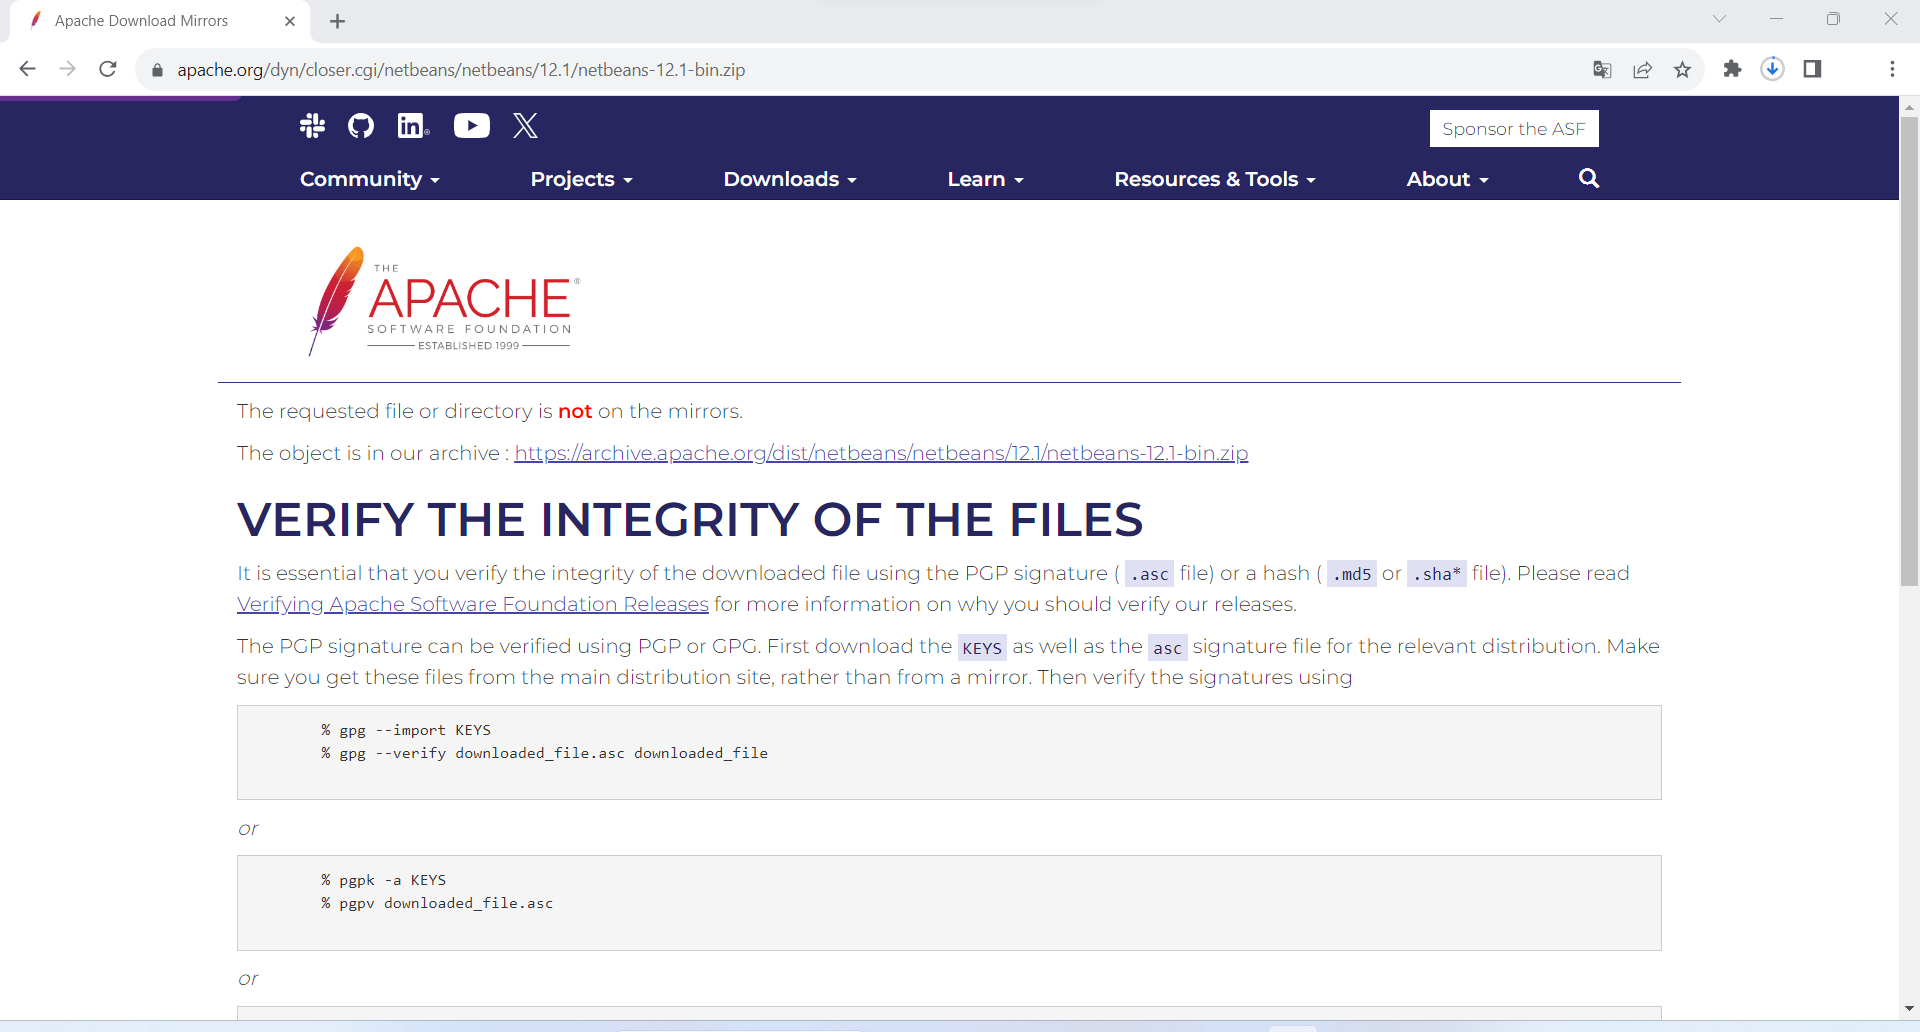 Apache Download Mirrors
apache.org/dyn/closer.cgi/netbeans/netbeans/12.1/netbeans-12.1-bin.zip
Sponsor the ASF
Community Projects Downloads Learn Resources & Tools About
THE
APACHE®
SOFTWARE FOUNDATION
ESTABLISHED 1999
The requested file or directory is not on the mirrors.
The object is in our archive : https://archive.apache.org/dist/netbeans/netbeans/12.1/netbeans-12.1-bin.zip
VERIFY THE INTEGRITY OF THE FILES
It is essential that you verify the integrity of the downloaded file using the PGP signature ( .asc file) or a hash ( .md5 or .sha* file). Please read
Verifying Apache Software Foundation Releases for more information on why you should verify our releases.
The PGP signature can be verified using PGP or GPG. First download the KEYS as well as the asc signature file for the relevant distribution. Make
sure you get these files from the main distribution site, rather than from a mirror. Then verify the signatures using
% gpg --import KEYS
% gpg --verify downloaded_file.asc downloaded_file
or
% pgpk -a KEYS
% pgpv downloaded_file.asc
or